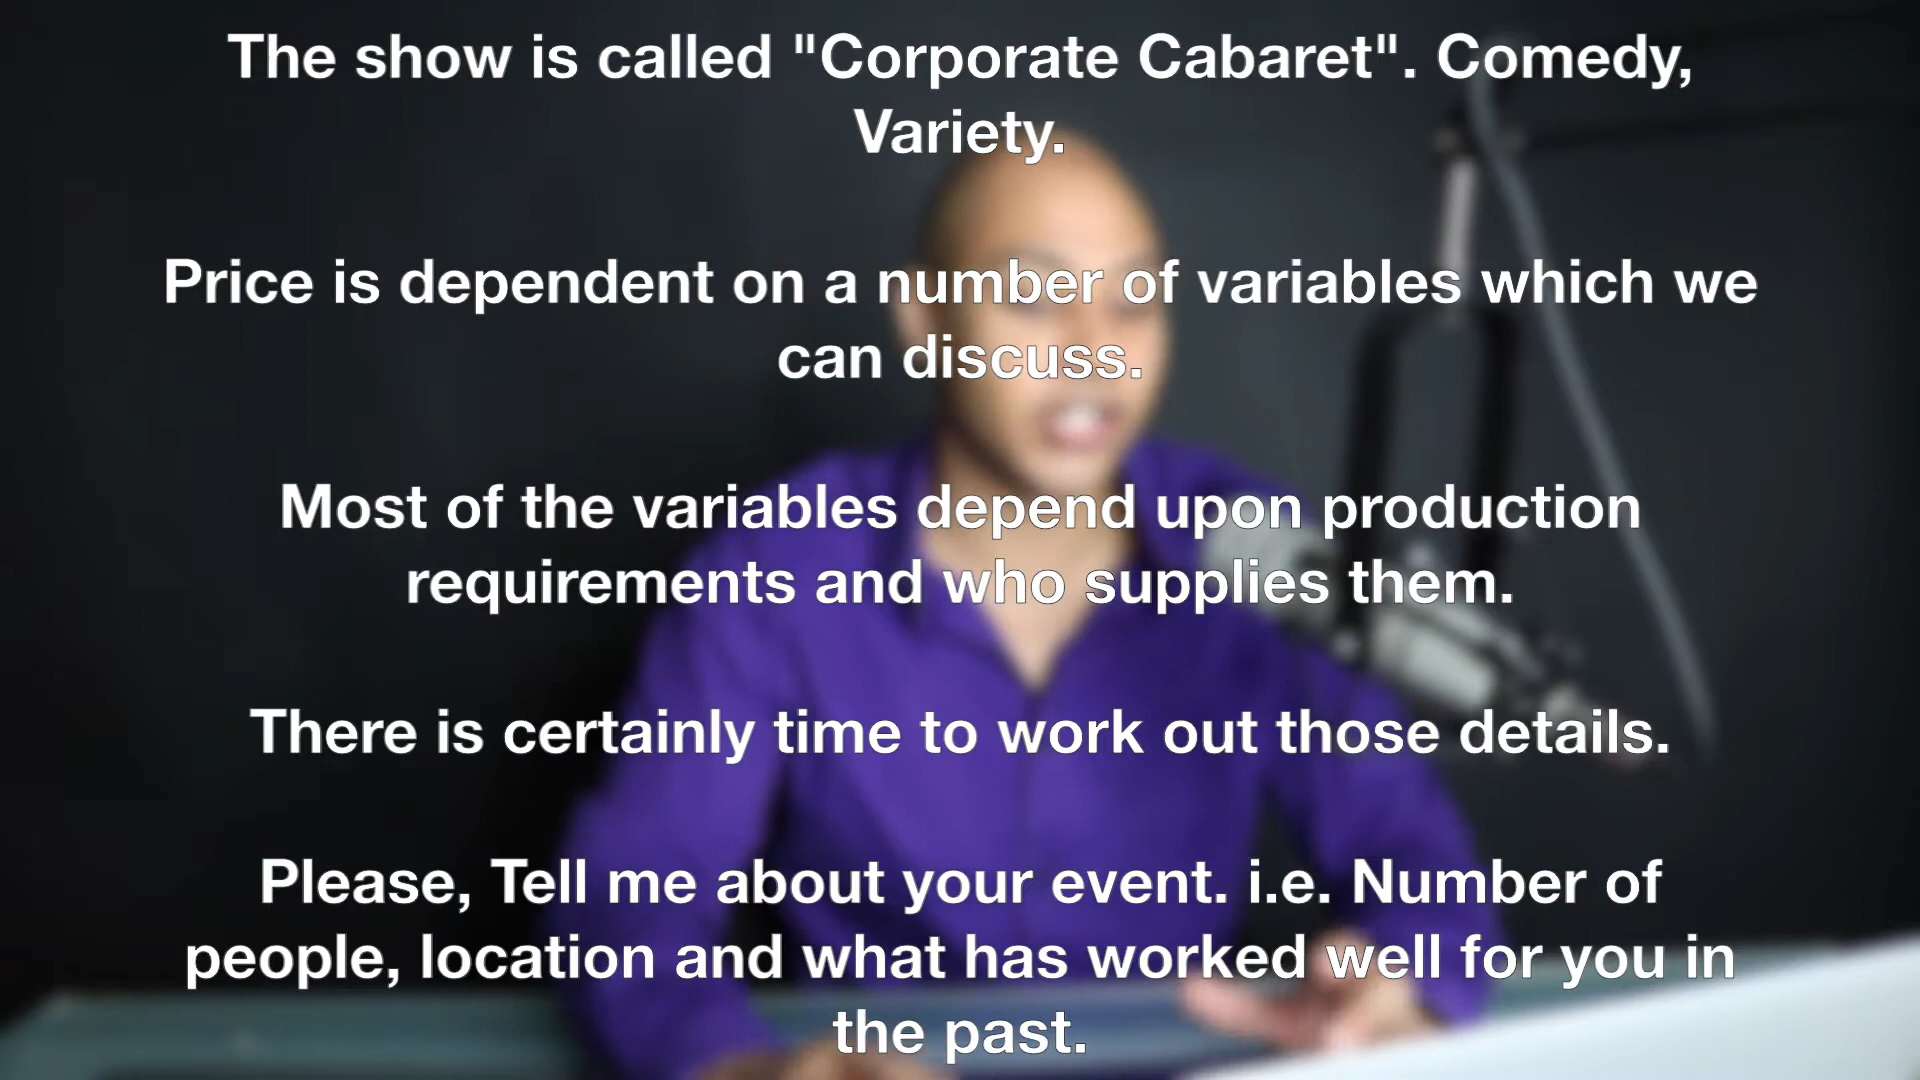 The show is called "Corporate Cabaret". Comedy,
Variety.
Price is dependent on a number of variables which we
can discuss.
Most of the variables depend upon production
requirements and who supplies them.
There is certainly time to work out those details.
Please, Tell me about your event. i.e. Number of
people, location and what has worked well for you in
the past.